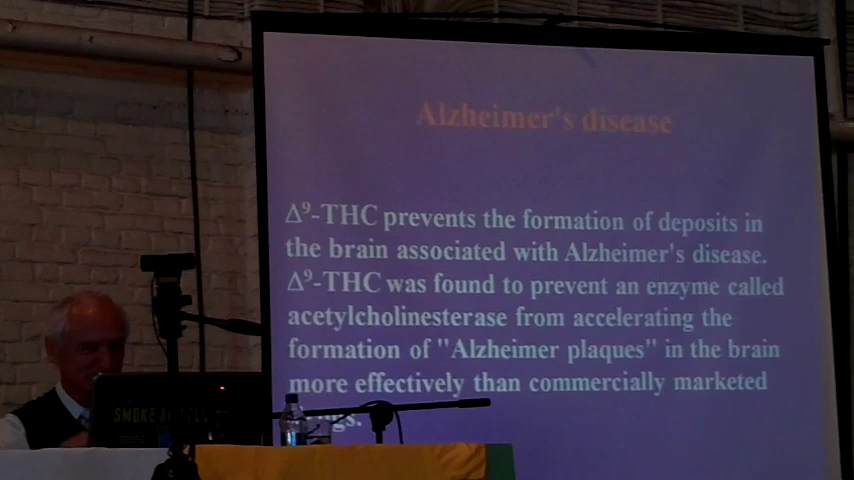 Alzheimer's disease
Δ⁹-THC prevents the formation of deposits in
the brain associated with Alzheimer's disease.
Δ⁹-THC was found to prevent an enzyme called
acetylcholinesterase from accelerating the
formation of "Alzheimer plaques" in the brain
more effectively than commercially marketed
SMOKE